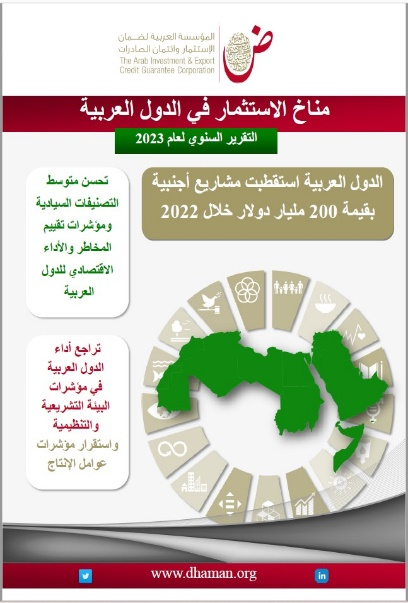 المؤسسة العربية لضمان
الاستثمار وائتمان الصادرات
The Arab Investment & Export
Credit Guarantee Corporation
مناخ الاستثمار في الدول العربية
التقرير السنوي لعام 2023
الدول العربية استقطبت مشاريع أجنبية
بقيمة 200 مليار دولار خلال 2022
تحسن متوسط
التصنيفات السيادية
ومؤشرات تقييم
المخاطر والأداء
الاقتصادي للدول
العربية
تراجع أداء
الدول العربية
في مؤشرات
البيئة التشريعية
والتنظيمية
واستقرار مؤشرات
عوامل الإنتاج
www.dhaman.org
in